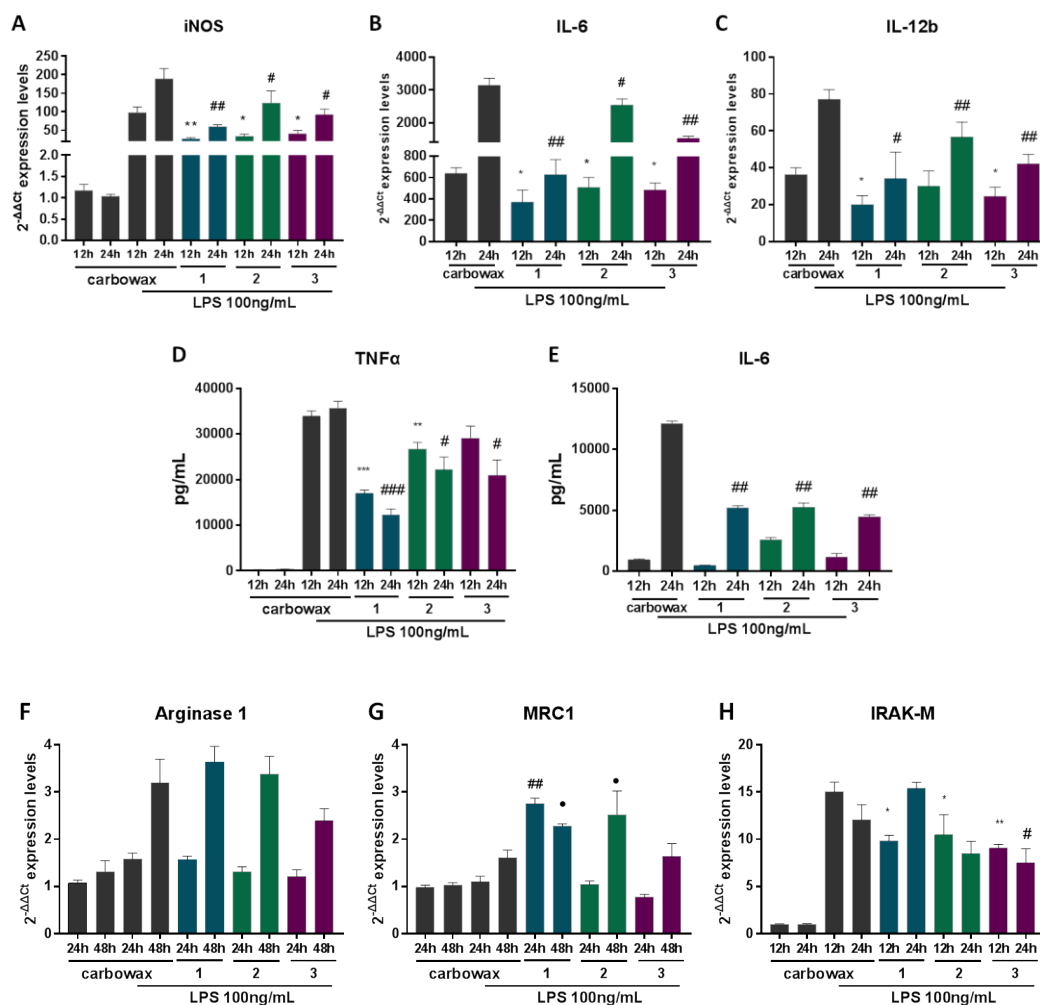 A iNOS
2^-ΔΔCt expression levels
250
200
150
100
50
2.0
1.5
1.0
0.5
0.0
** ## * # * #
12h 24h 12h 24h 12h 24h 12h 24h 12h 24h
carbowax 1 2 3
LPS 100ng/mL
B IL-6
2^-ΔΔCt expression levels
4000
3000
2000
800
600
400
200
0
* ## * # * ##
12h 24h 12h 24h 12h 24h 12h 24h
carbowax 1 2 3
LPS 100ng/mL
C IL-12b
2^-ΔΔCt expression levels
100
80
60
40
20
0
* # ## * ##
12h 24h 12h 24h 12h 24h 12h 24h
carbowax 1 2 3
LPS 100ng/mL
D TNFα
pg/mL
40000
30000
20000
10000
0
*** ### ** # #
12h 24h 12h 24h 12h 24h 12h 24h 12h 24h
carbowax 1 2 3
LPS 100ng/mL
E IL-6
pg/mL
15000
10000
5000
0
## ## ##
12h 24h 12h 24h 12h 24h 12h 24h
carbowax 1 2 3
LPS 100ng/mL
F Arginase 1
2^-ΔΔCt expression levels
4
3
2
1
0
24h 48h 24h 48h 24h 48h 24h 48h 24h 48h
carbowax 1 2 3
LPS 100ng/mL
G MRC1
2^-ΔΔCt expression levels
4
3
2
1
0
## • •
24h 48h 24h 48h 24h 48h 24h 48h 24h 48h
carbowax 1 2 3
LPS 100ng/mL
H IRAK-M
2^-ΔΔCt expression levels
20
15
10
5
0
* * ** #
12h 24h 12h 24h 12h 24h 12h 24h 12h 24h
carbowax 1 2 3
LPS 100ng/mL